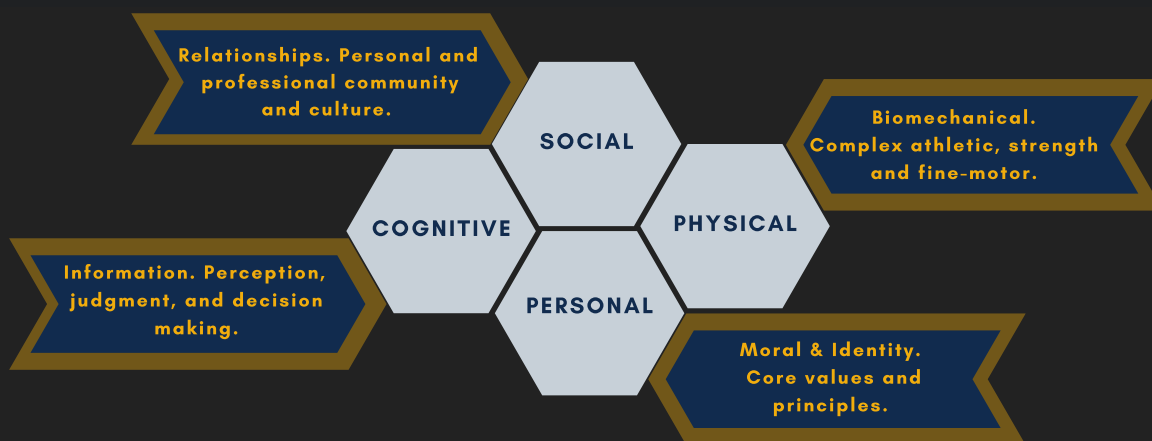 Relationships. Personal and
professional community
and culture.
SOCIAL
Biomechanical.
Complex athletic, strength
and fine-motor.
COGNITIVE
PHYSICAL
Information. Perception,
judgment, and decision
making.
PERSONAL
Moral & Identity.
Core values and
principles.